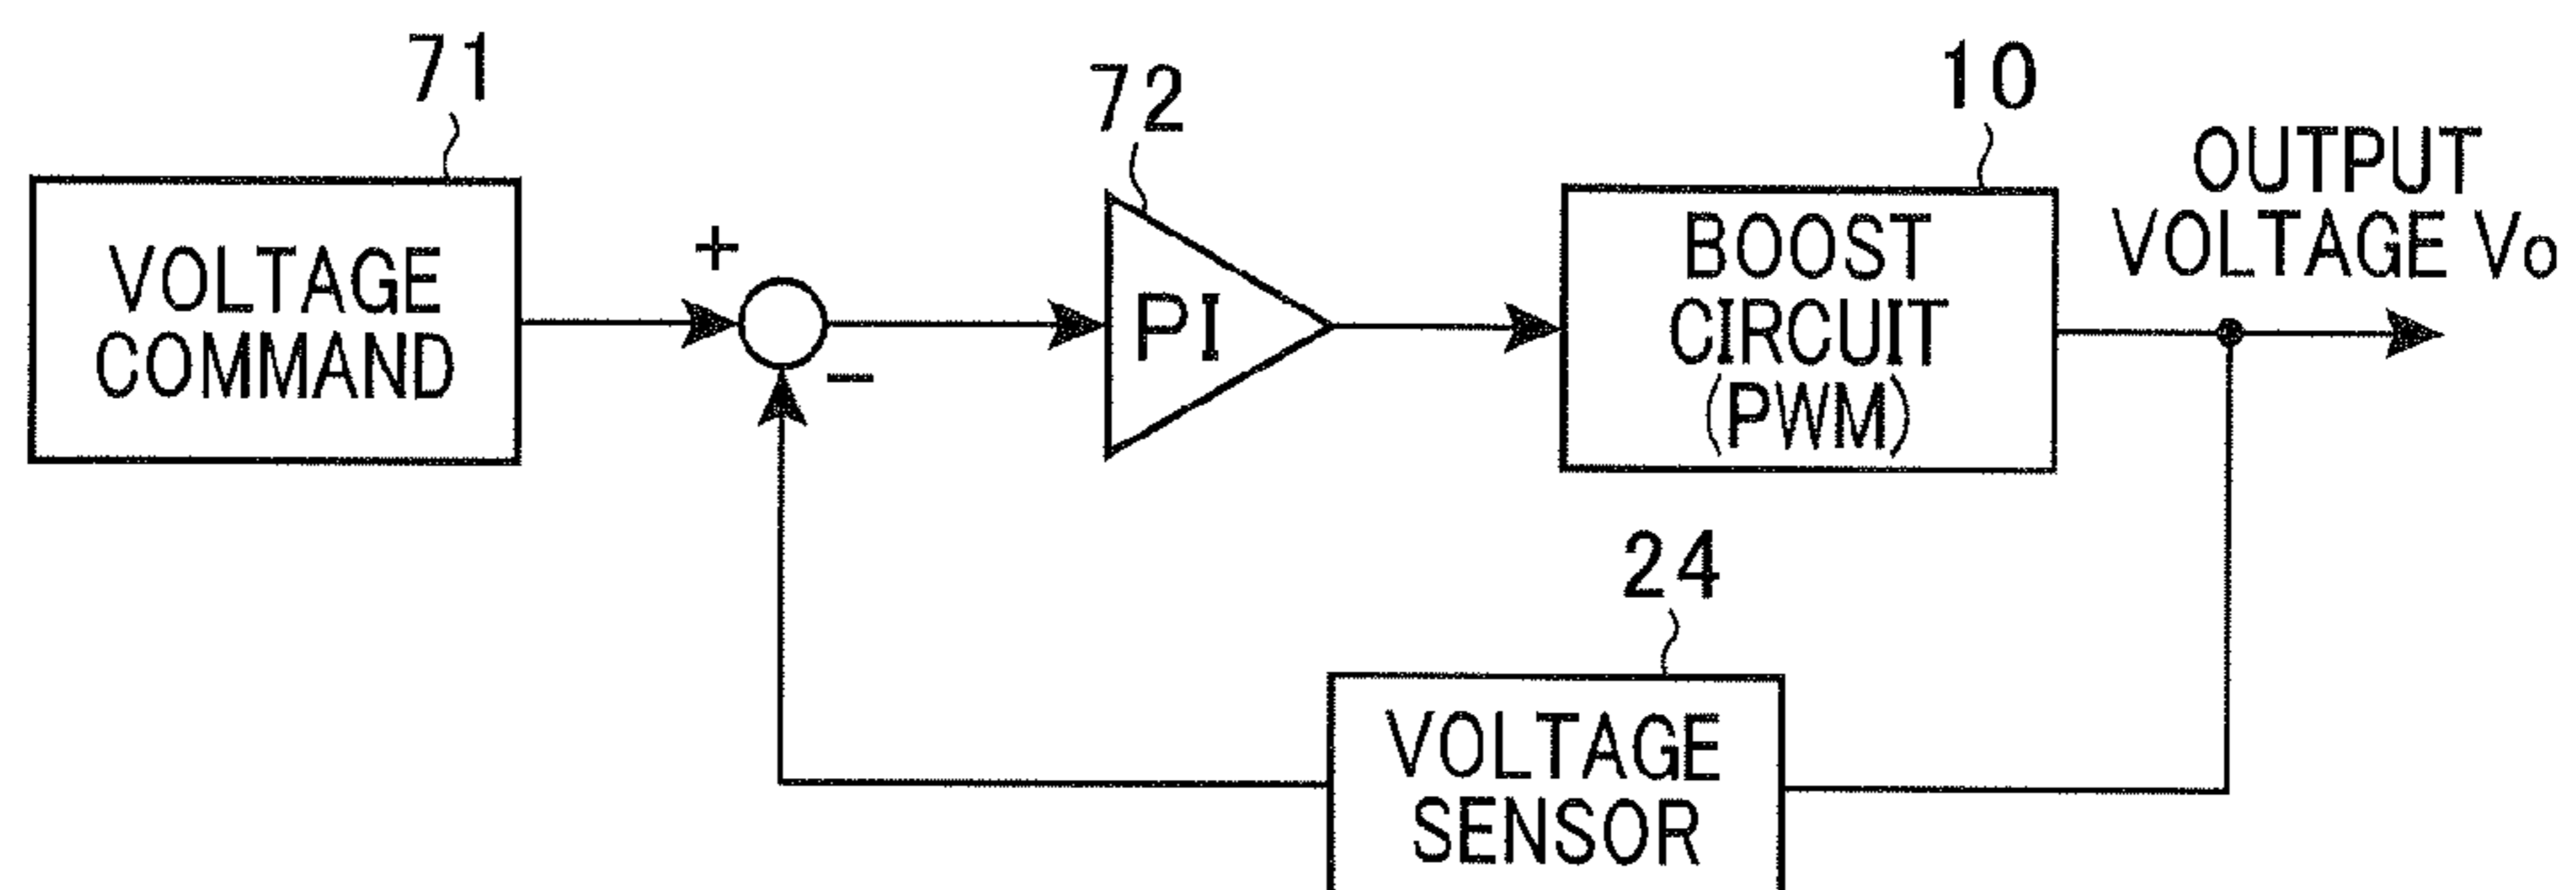 71
72
10
OUTPUT
VOLTAGE Vo
VOLTAGE
COMMAND
+
−
PI
BOOST
CIRCUIT
(PWM)
24
VOLTAGE
SENSOR